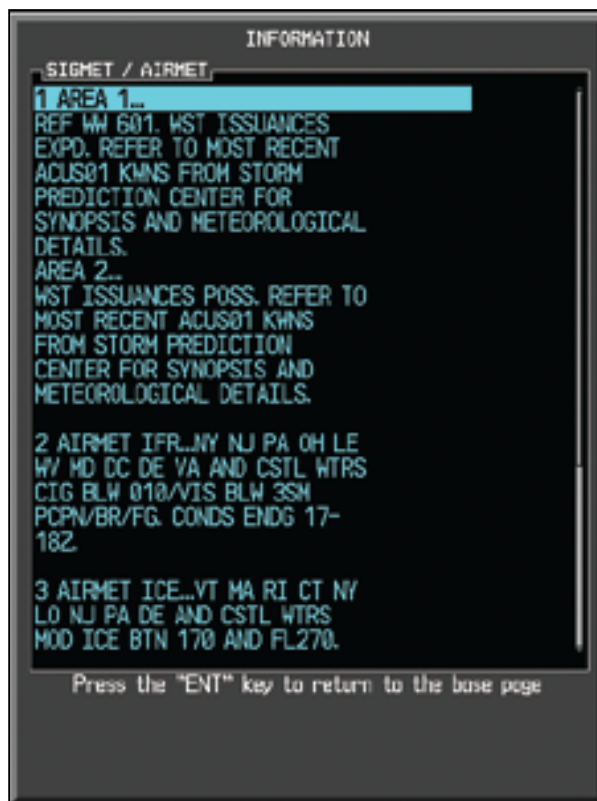 INFORMATION
SIGMET / AIRMET
1 AREA 1...
REF WW 601. WST ISSUANCES
EXPD. REFER TO MOST RECENT
ACUS01 KWNS FROM STORM
PREDICTION CENTER FOR
SYNOPSIS AND METEOROLOGICAL
DETAILS.
AREA 2...
WST ISSUANCES POSS. REFER TO
MOST RECENT ACUS01 KWNS
FROM STORM PREDICTION
CENTER FOR SYNOPSIS AND
METEOROLOGICAL DETAILS.
2 AIRMET IFR...NY NJ PA OH LE
WV MD DC DE VA AND CSTL WTRS
CIG BLW 010/VIS BLW 3SM
PCPN/BR/FG. CONDS ENDG 17-
18Z.
3 AIRMET ICE...VT MA RI CT NY
LO NJ PA DE AND CSTL WTRS
MOD ICE BTN 170 AND FL270.
Press the "ENT" key to return to the base page